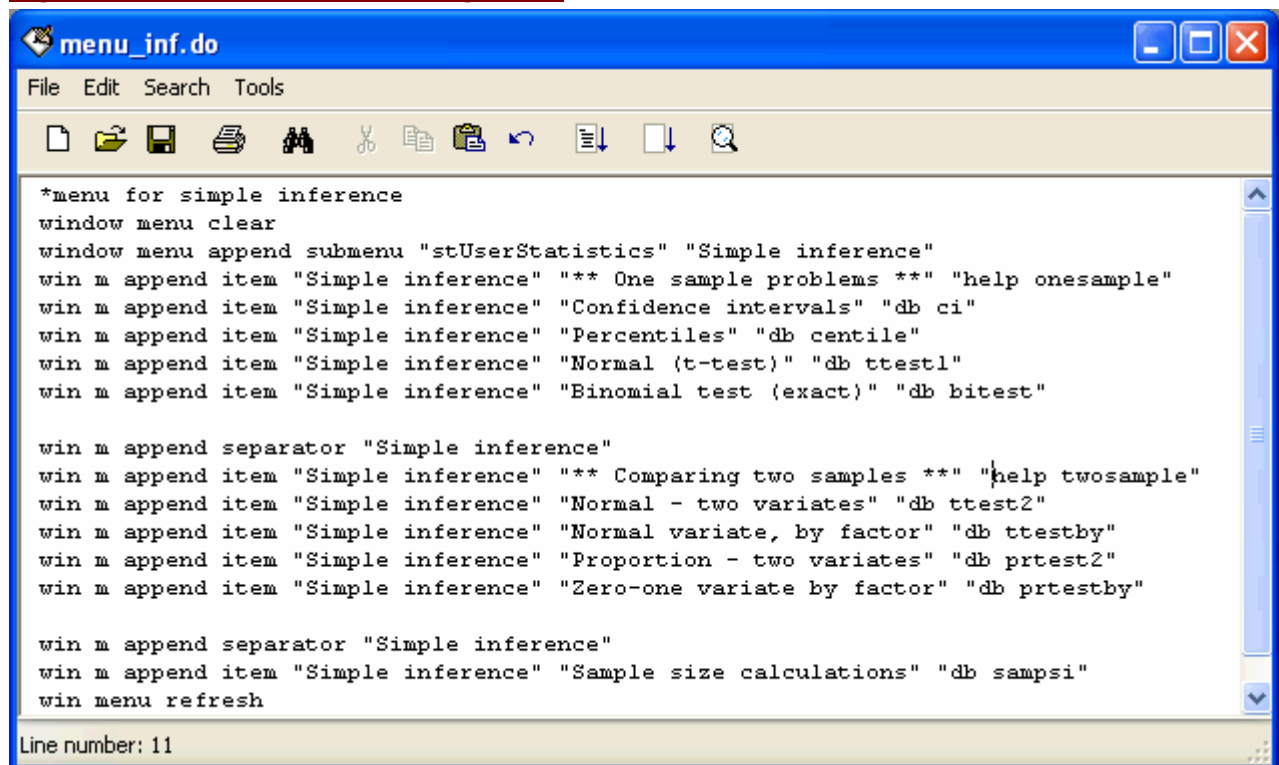 menu_inf.do
File Edit Search Tools
*menu for simple inference
window menu clear
window menu append submenu "stUserStatistics" "Simple inference"
win m append item "Simple inference" "** One sample problems **" "help onesample"
win m append item "Simple inference" "Confidence intervals" "db ci"
win m append item "Simple inference" "Percentiles" "db centile"
win m append item "Simple inference" "Normal (t-test)" "db ttest1"
win m append item "Simple inference" "Binomial test (exact)" "db bitest"
win m append separator "Simple inference"
win m append item "Simple inference" "** Comparing two samples **" "help twosample"
win m append item "Simple inference" "Normal - two variates" "db ttest2"
win m append item "Simple inference" "Normal variate, by factor" "db ttestby"
win m append item "Simple inference" "Proportion - two variates" "db prtest2"
win m append item "Simple inference" "Zero-one variate by factor" "db prtestby"
win m append separator "Simple inference"
win m append item "Simple inference" "Sample size calculations" "db sampsi"
win menu refresh
Line number: 11